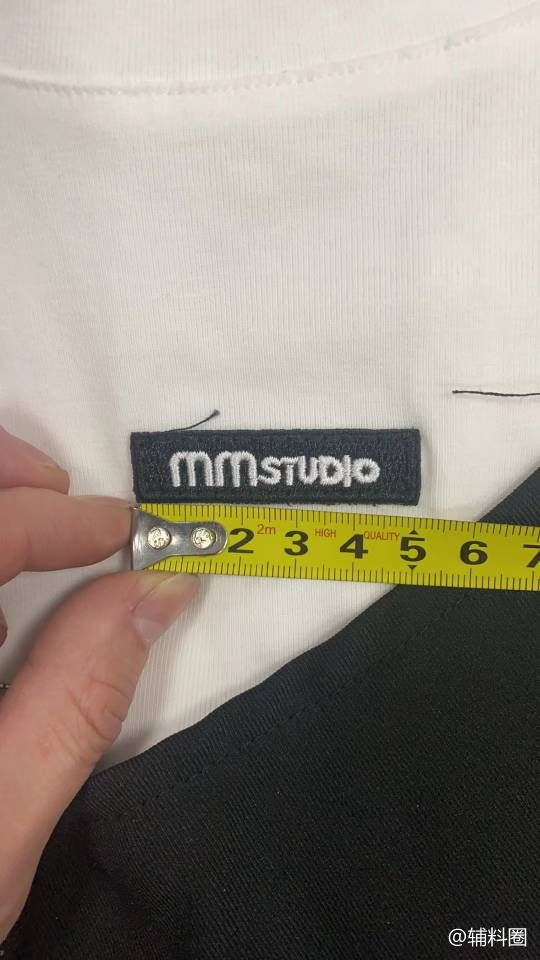 mmSTUDIO
2 2m 3 HIGH 4 QUALITY 5 6 7
@辅料圈